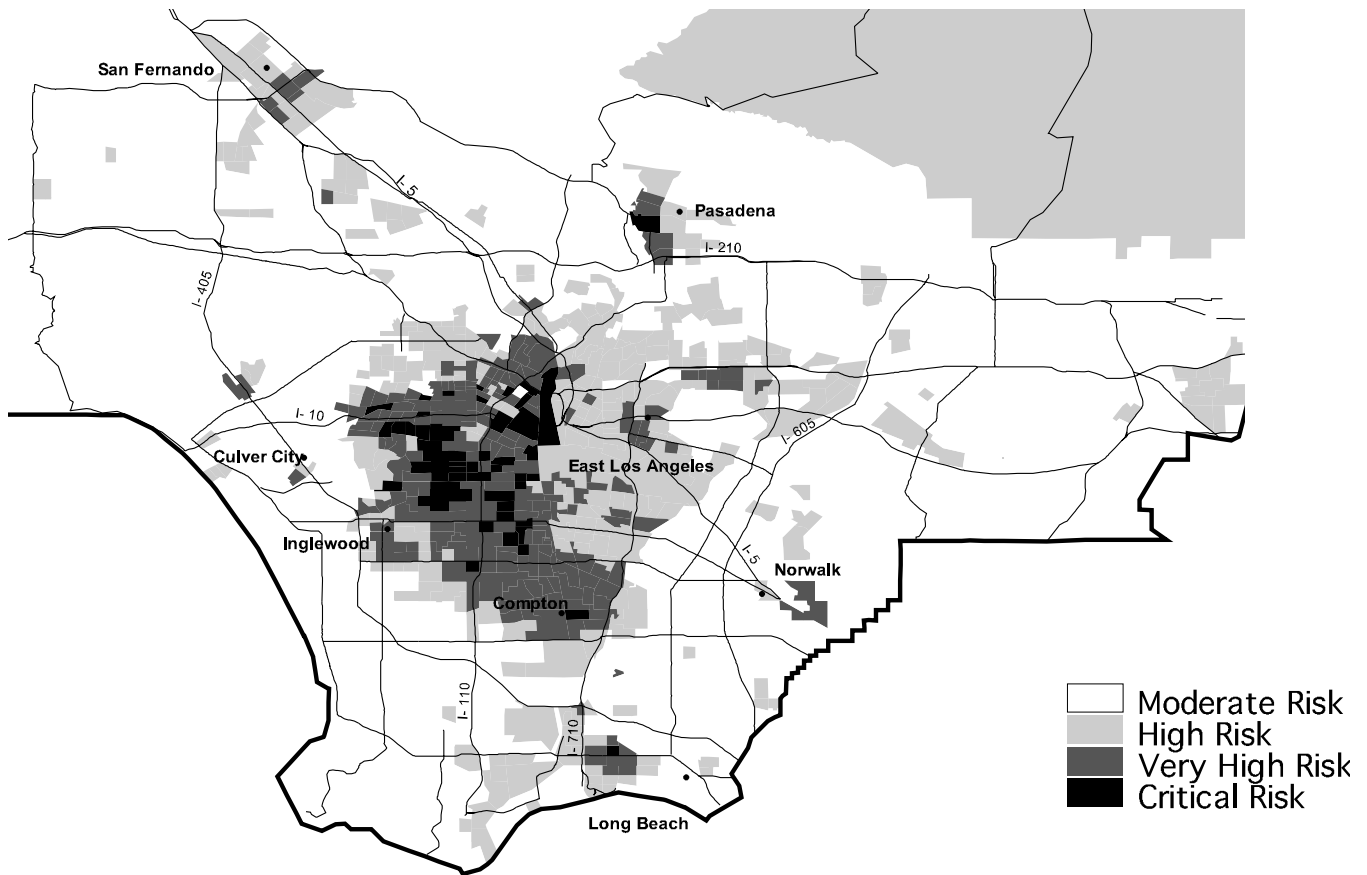 San Fernando
I- 5
Pasadena
I- 210
I- 405
I- 10
I- 605
Culver City
East Los Angeles
Inglewood
I- 5
Norwalk
Compton
I- 110
I- 710
Long Beach
Moderate Risk
High Risk
Very High Risk
Critical Risk